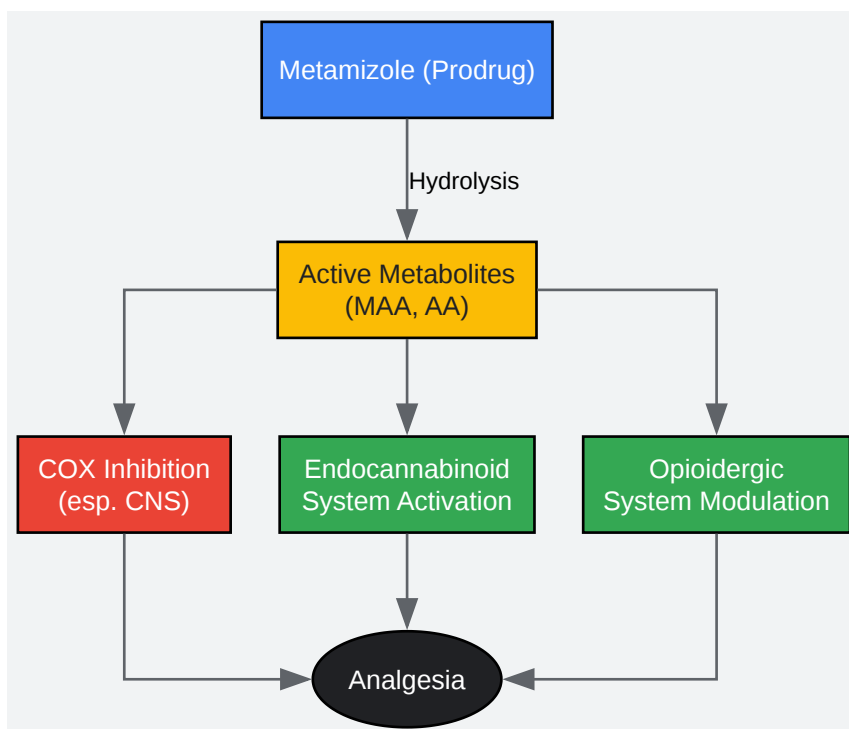 Metamizole (Prodrug)
Hydrolysis
Active Metabolites
(MAA, AA)
COX Inhibition
(esp. CNS)
Endocannabinoid
System Activation
Opioidergic
System Modulation
Analgesia